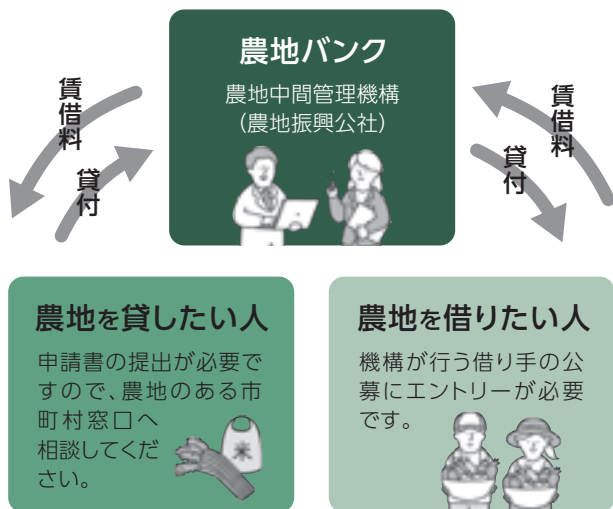 農地バンク
農地中間管理機構
（農地振興公社）
賃借料
貸付
賃借料
貸付
農地を貸したい人
申請書の提出が必要で
すので、農地のある市
町村窓口へ
相談してくだ
さい。
米
農地を借りたい人
機構が行う借り手の公
募にエントリーが必要
です。